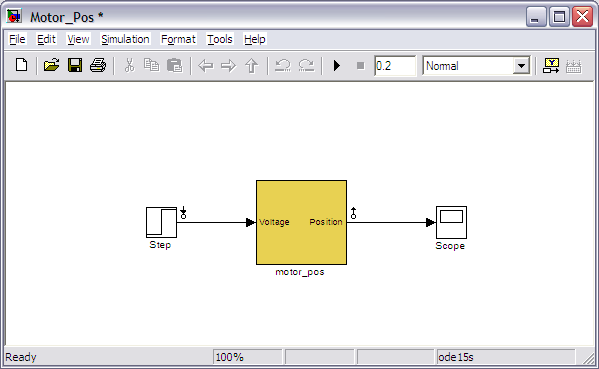 Motor_Pos *
File Edit View Simulation Format Tools Help
0.2 Normal
Voltage Position
Step
Scope
motor_pos
Ready 100% ode15s